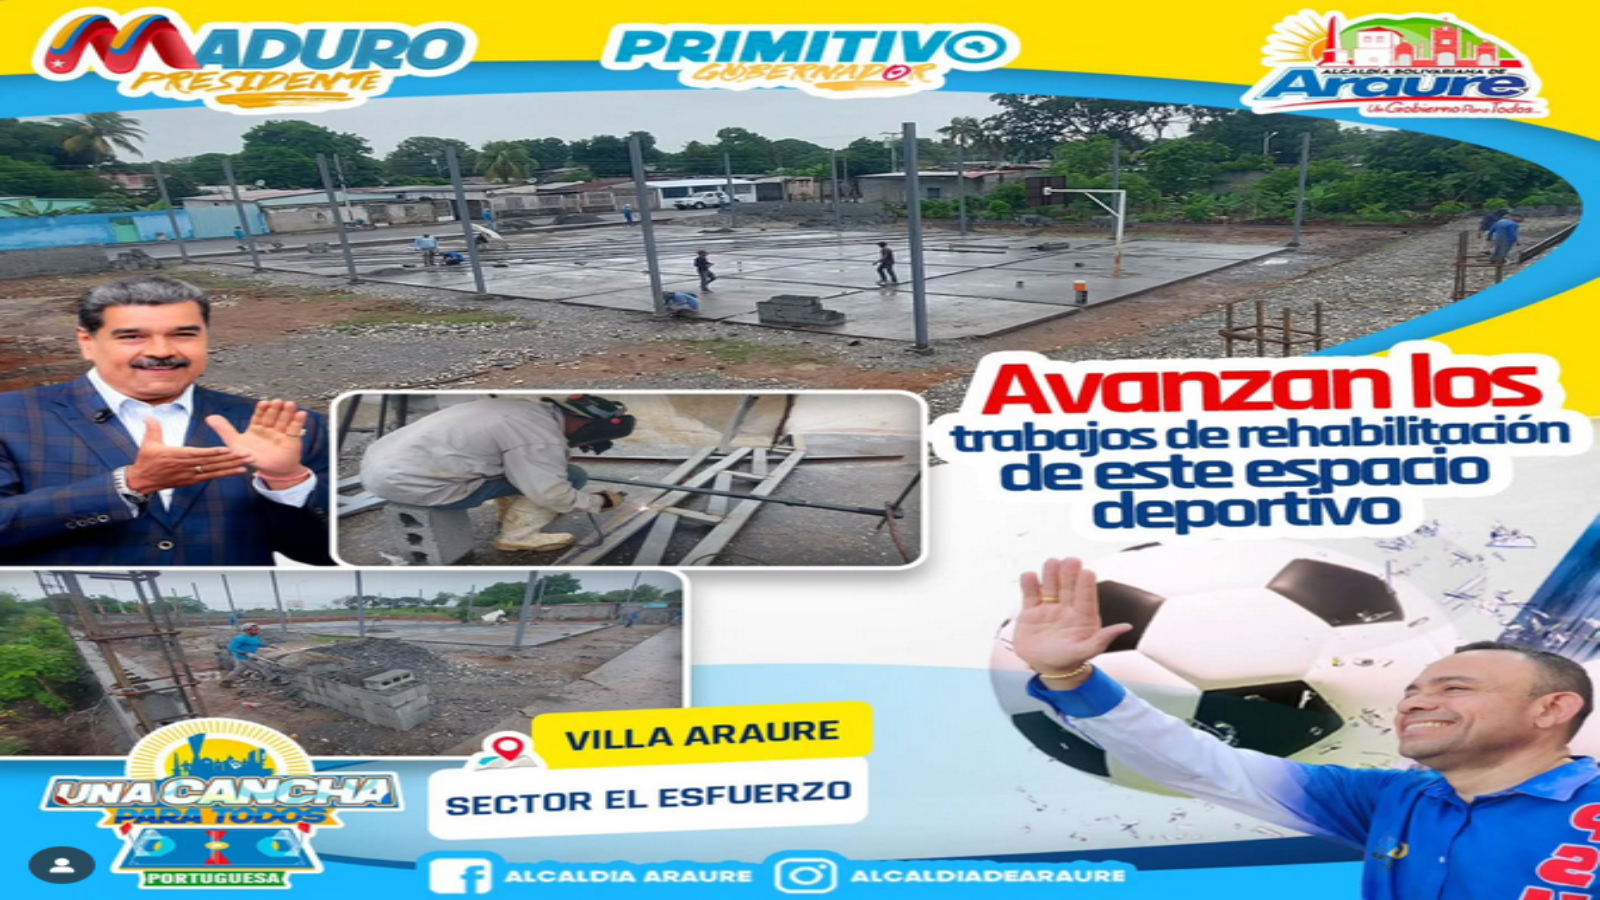 MADURO
PRESIDENTE
PRIMITIVO
GOBERNADOR
ALCALDÍA BOLIVARIANA DE
Araure
Un Gobierno Para Todos...
Avanzan los
trabajos de rehabilitación
de este espacio
deportivo
VILLA ARAURE
SECTOR EL ESFUERZO
UNA CANCHA
PARA TODOS
PORTUGUESA
ALCALDIA ARAURE
ALCALDIADEARAURE